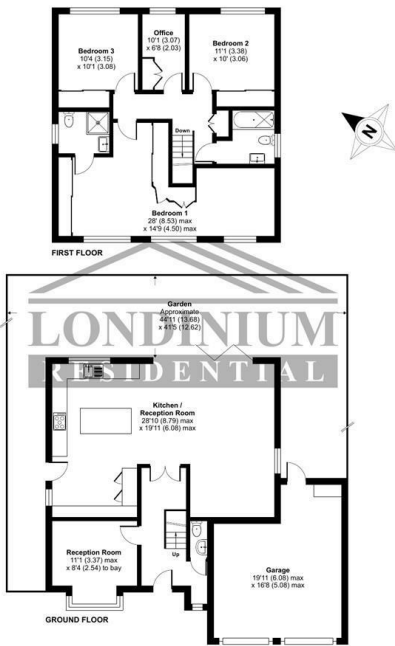 Bedroom 3
10'4 (3.15)
x 10'1 (3.08)
Office
10'1 (3.07)
x 6'8 (2.03)
Bedroom 2
11'1 (3.38)
x 10' (3.06)
N
Down
Bedroom 1
28' (8.53) max
x 14'9 (4.50) max
FIRST FLOOR
Garden
Approximate
44'11 (13.68)
x 41'5 (12.62)
LONDINIUM
RESIDENTIAL
Kitchen /
Reception Room
28'10 (8.79) max
x 19'11 (6.08) max
Reception Room
11'1 (3.37) max
x 8'4 (2.54) to bay
Up
Garage
19'11 (6.08) max
x 16'8 (5.08) max
GROUND FLOOR